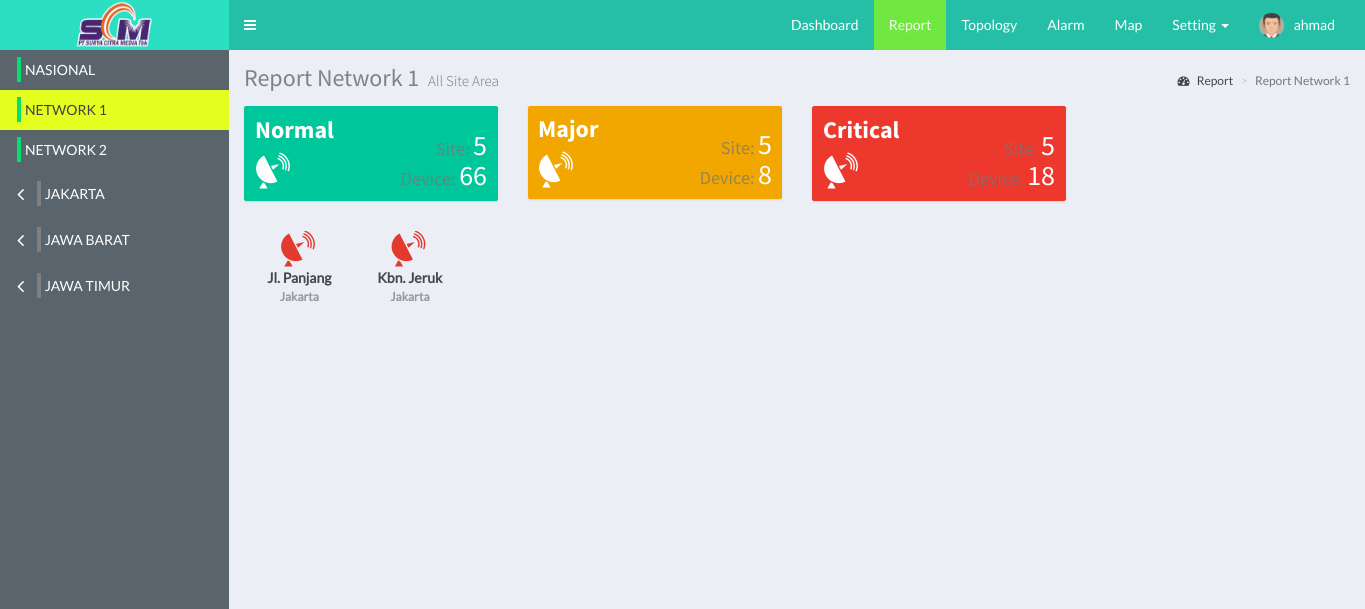 SCM
PT SURYA CITRA MEDIA Tbk
Dashboard
Report
Topology
Alarm
Map
Setting
ahmad
NASIONAL
NETWORK 1
NETWORK 2
JAKARTA
JAWA BARAT
JAWA TIMUR
Report Network 1 All Site Area
Report > Report Network 1
Normal
Site: 5
Device: 66
Major
Site: 5
Device: 8
Critical
Site: 5
Device: 18
Jl. Panjang
Jakarta
Kbn. Jeruk
Jakarta